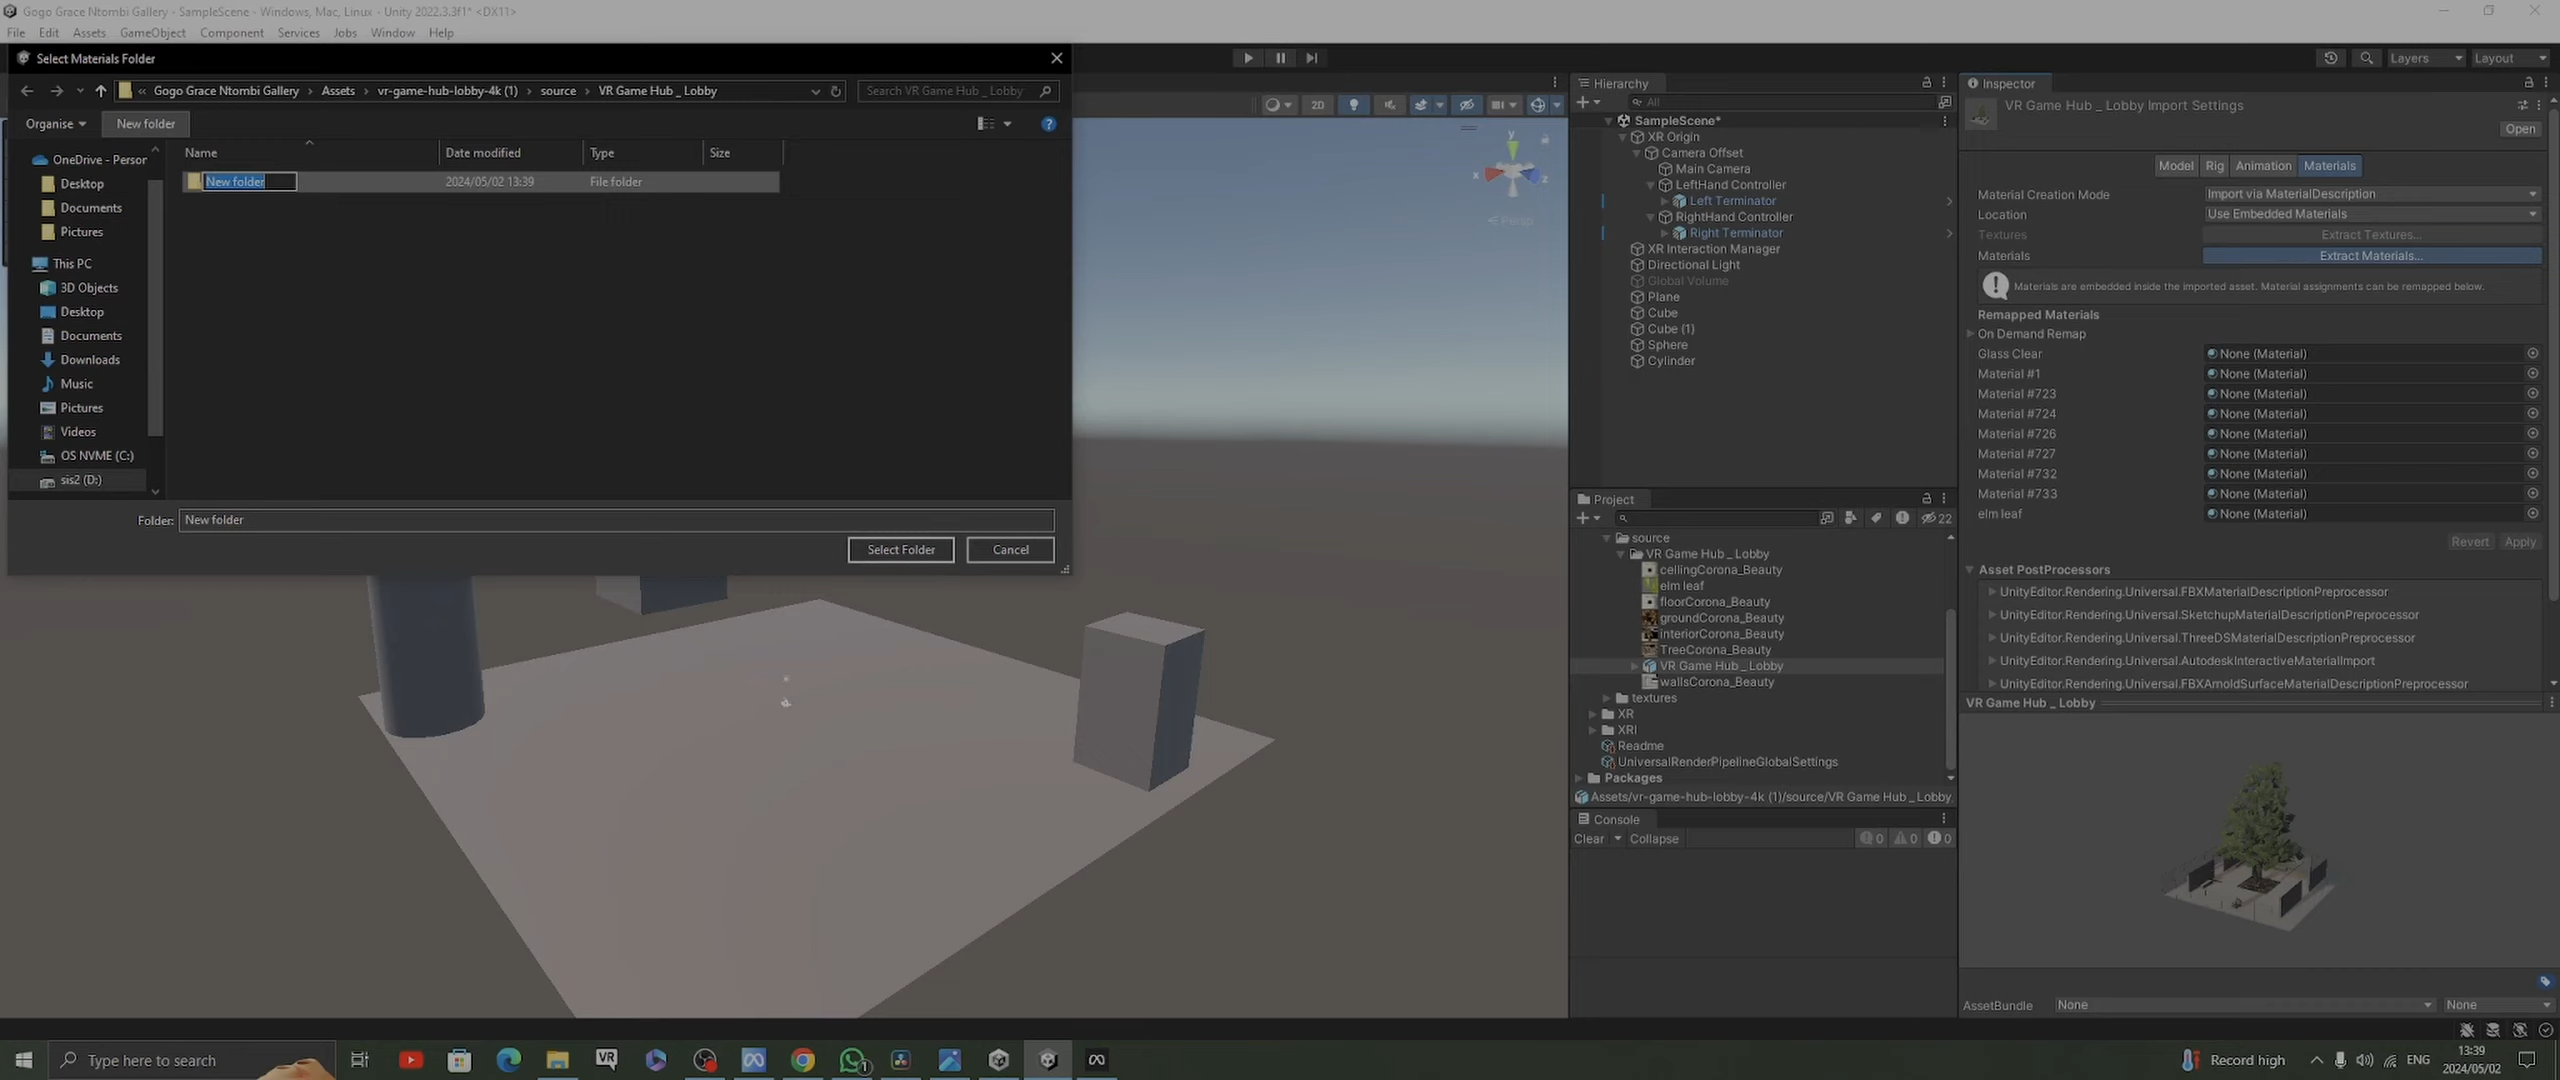 Gogo Grace Ntombi Gallery - SampleScene - Windows, Mac, Linux - Unity 2022.3.3f1* <DX11>
File Edit Assets GameObject Component Services Jobs Window Help
Select Materials Folder
« Gogo Grace Ntombi Gallery › Assets › vr-game-hub-lobby-4k (1) › source › VR Game Hub _ Lobby
Search VR Game Hub _ Lobby
Organise
New folder
Name Date modified Type Size
New folder 2024/05/02 13:39 File folder
OneDrive - Person
Desktop
Documents
Pictures
This PC
3D Objects
Desktop
Documents
Downloads
Music
Pictures
Videos
OS NVME (C:)
sis2 (D:)
Folder: New folder
Select Folder Cancel
2D
Persp
y
x
z
Layers Layout
Hierarchy
All
SampleScene*
XR Origin
Camera Offset
Main Camera
LeftHand Controller
Left Terminator
RightHand Controller
Right Terminator
XR Interaction Manager
Directional Light
Global Volume
Plane
Cube
Cube (1)
Sphere
Cylinder
Project
22
source
VR Game Hub _ Lobby
cellingCorona_Beauty
elm leaf
floorCorona_Beauty
groundCorona_Beauty
interiorCorona_Beauty
TreeCorona_Beauty
VR Game Hub _ Lobby
wallsCorona_Beauty
textures
XR
XRI
Readme
UniversalRenderPipelineGlobalSettings
Packages
Assets/vr-game-hub-lobby-4k (1)/source/VR Game Hub _ Lobby
Console
Clear Collapse 0 0 0
Inspector
VR Game Hub _ Lobby Import Settings
Open
Model Rig Animation Materials
Material Creation Mode Import via MaterialDescription
Location Use Embedded Materials
Textures Extract Textures...
Materials Extract Materials...
Materials are embedded inside the imported asset. Material assignments can be remapped below.
Remapped Materials
On Demand Remap
Glass Clear None (Material)
Material #1 None (Material)
Material #723 None (Material)
Material #724 None (Material)
Material #726 None (Material)
Material #727 None (Material)
Material #732 None (Material)
Material #733 None (Material)
elm leaf None (Material)
Revert Apply
Asset PostProcessors
UnityEditor.Rendering.Universal.FBXMaterialDescriptionPreprocessor
UnityEditor.Rendering.Universal.SketchupMaterialDescriptionPreprocessor
UnityEditor.Rendering.Universal.ThreeDSMaterialDescriptionPreprocessor
UnityEditor.Rendering.Universal.AutodeskInteractiveMaterialImport
UnityEditor.Rendering.Universal.FBXArnoldSurfaceMaterialDescriptionPreprocessor
VR Game Hub _ Lobby
AssetBundle None None
Type here to search
VR
1
Record high
ENG
13:39
2024/05/02